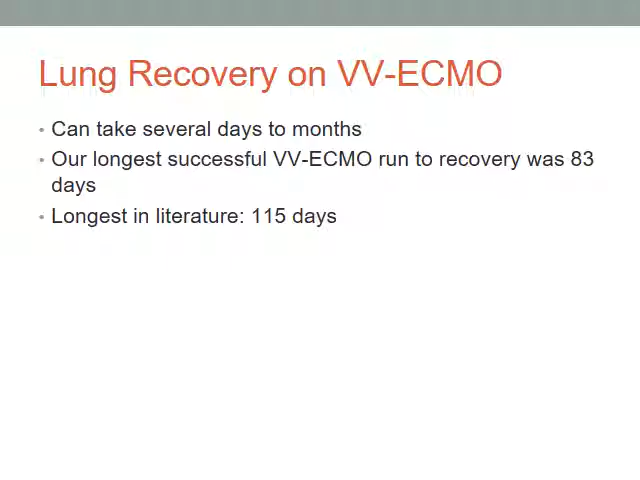 Lung Recovery on VV-ECMO
• Can take several days to months
• Our longest successful VV-ECMO run to recovery was 83
days
• Longest in literature: 115 days